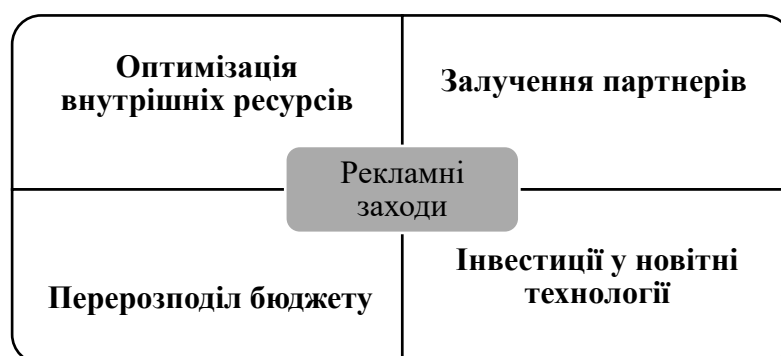 Оптимізація
внутрішніх ресурсів
Залучення партнерів
Рекламні
заходи
Перерозподіл бюджету
Інвестиції у новітні
технології